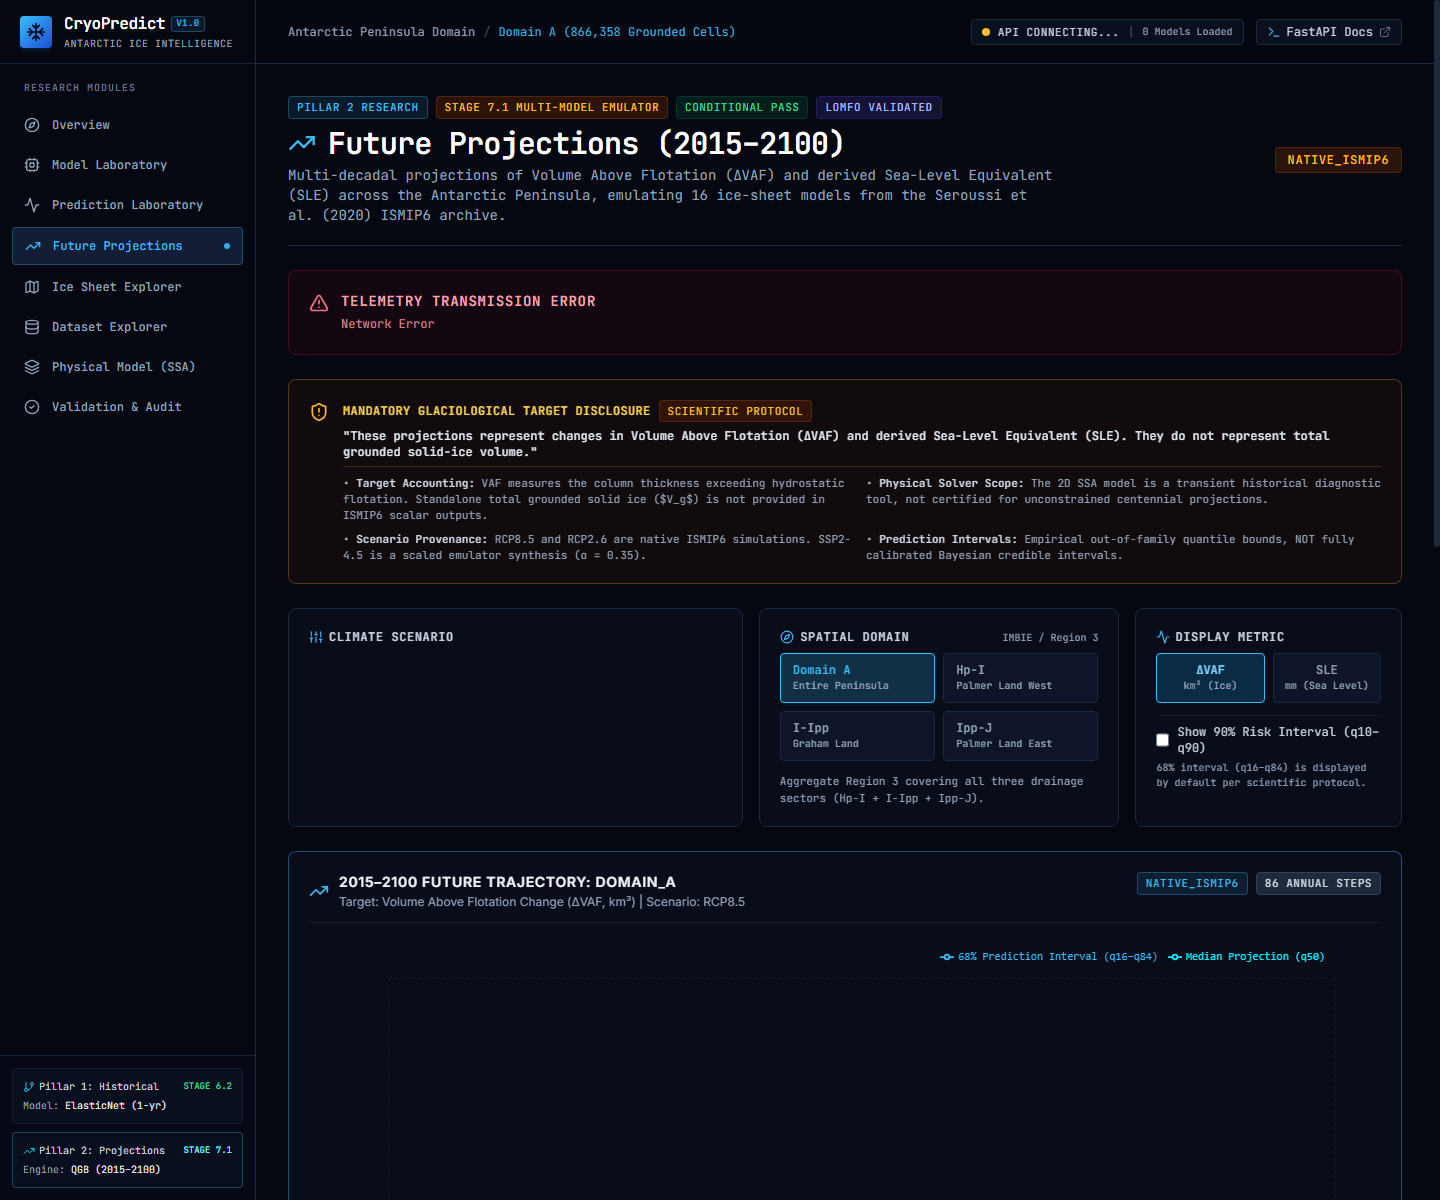 CryoPredict V1.0
ANTARCTIC ICE INTELLIGENCE
RESEARCH MODULES
Overview
Model Laboratory
Prediction Laboratory
Future Projections
Ice Sheet Explorer
Dataset Explorer
Physical Model (SSA)
Validation & Audit
Pillar 1: Historical STAGE 6.2
Model: ElasticNet (1-yr)
Pillar 2: Projections STAGE 7.1
Engine: QGB (2015–2100)
Antarctic Peninsula Domain / Domain A (866,358 Grounded Cells)
API CONNECTING... | 0 Models Loaded
FastAPI Docs
PILLAR 2 RESEARCH STAGE 7.1 MULTI-MODEL EMULATOR CONDITIONAL PASS LOMFO VALIDATED
Future Projections (2015–2100)
Multi-decadal projections of Volume Above Flotation (ΔVAF) and derived Sea-Level Equivalent
(SLE) across the Antarctic Peninsula, emulating 16 ice-sheet models from the Seroussi et
al. (2020) ISMIP6 archive.
NATIVE_ISMIP6
TELEMETRY TRANSMISSION ERROR
Network Error
MANDATORY GLACIOLOGICAL TARGET DISCLOSURE SCIENTIFIC PROTOCOL
"These projections represent changes in Volume Above Flotation (ΔVAF) and derived Sea-Level Equivalent (SLE). They do not represent total
grounded solid-ice volume."
• Target Accounting: VAF measures the column thickness exceeding hydrostatic
flotation. Standalone total grounded solid ice ($V_g$) is not provided in
ISMIP6 scalar outputs.
• Physical Solver Scope: The 2D SSA model is a transient historical diagnostic
tool, not certified for unconstrained centennial projections.
• Scenario Provenance: RCP8.5 and RCP2.6 are native ISMIP6 simulations. SSP2-
4.5 is a scaled emulator synthesis (α = 0.35).
• Prediction Intervals: Empirical out-of-family quantile bounds, NOT fully
calibrated Bayesian credible intervals.
CLIMATE SCENARIO
SPATIAL DOMAIN IMBIE / Region 3
Domain A
Entire Peninsula
Hp-I
Palmer Land West
I-Ipp
Graham Land
Ipp-J
Palmer Land East
Aggregate Region 3 covering all three drainage
sectors (Hp-I + I-Ipp + Ipp-J).
DISPLAY METRIC
ΔVAF
km³ (Ice)
SLE
mm (Sea Level)
Show 90% Risk Interval (q10–
q90)
68% interval (q16–q84) is displayed
by default per scientific protocol.
2015–2100 FUTURE TRAJECTORY: DOMAIN_A
Target: Volume Above Flotation Change (ΔVAF, km³) | Scenario: RCP8.5
NATIVE_ISMIP6 86 ANNUAL STEPS
68% Prediction Interval (q16–q84) Median Projection (q50)